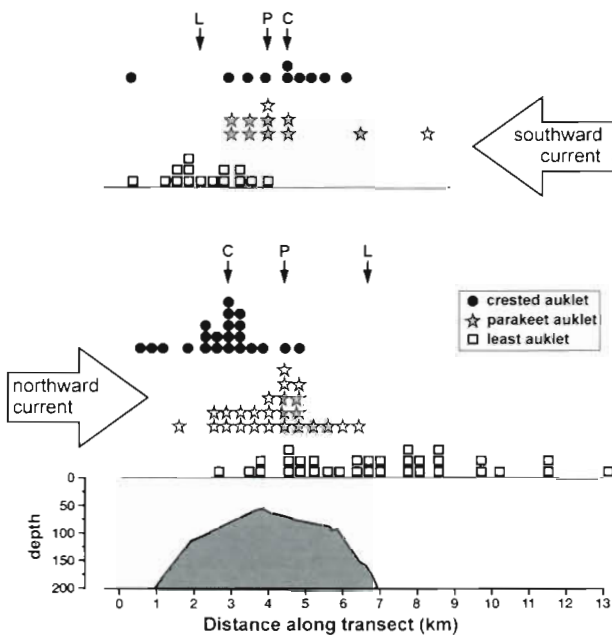 L P C
southward
current
C P L
crested auklet
parakeet auklet
least auklet
northward
current
0
50
100
150
200
depth
0 1 2 3 4 5 6 7 8 9 10 11 12 13
Distance along transect (km)